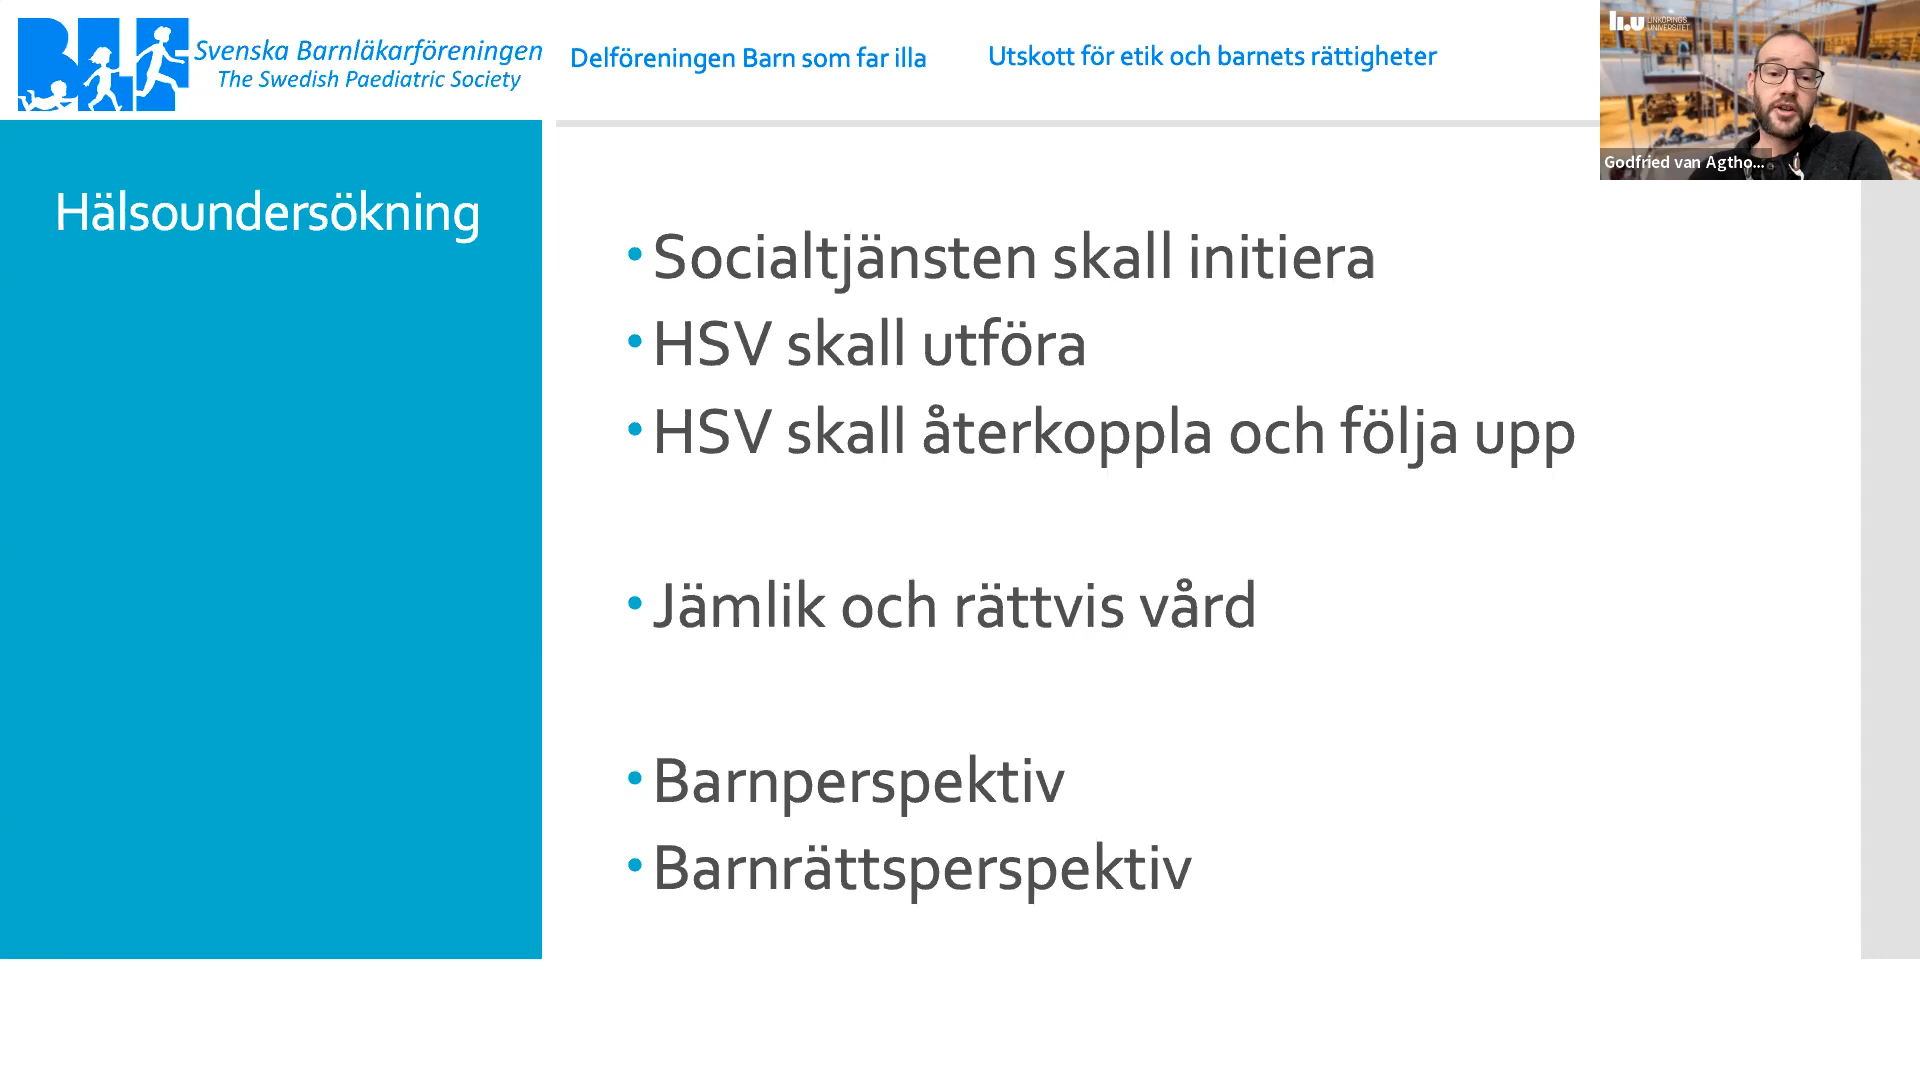 Svenska Barnläkarföreningen
The Swedish Paediatric Society
Delföreningen Barn som far illa
Utskott för etik och barnets rättigheter
LINKÖPINGS
UNIVERSITET
Godfried van Agtho...
Hälsoundersökning
• Socialtjänsten skall initiera
• HSV skall utföra
• HSV skall återkoppla och följa upp
• Jämlik och rättvis vård
• Barnperspektiv
• Barnrättsperspektiv